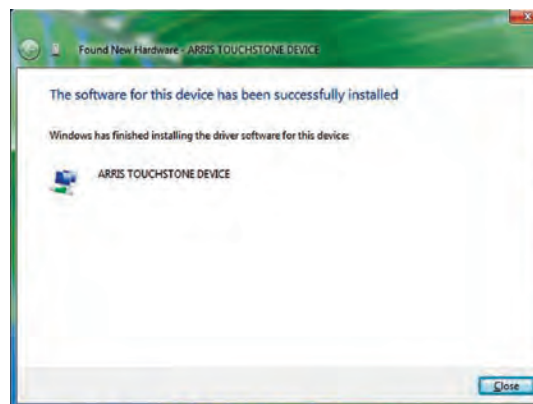 Found New Hardware - ARRIS TOUCHSTONE DEVICE
The software for this device has been successfully installed
Windows has finished installing the driver software for this device:
ARRIS TOUCHSTONE DEVICE
Close